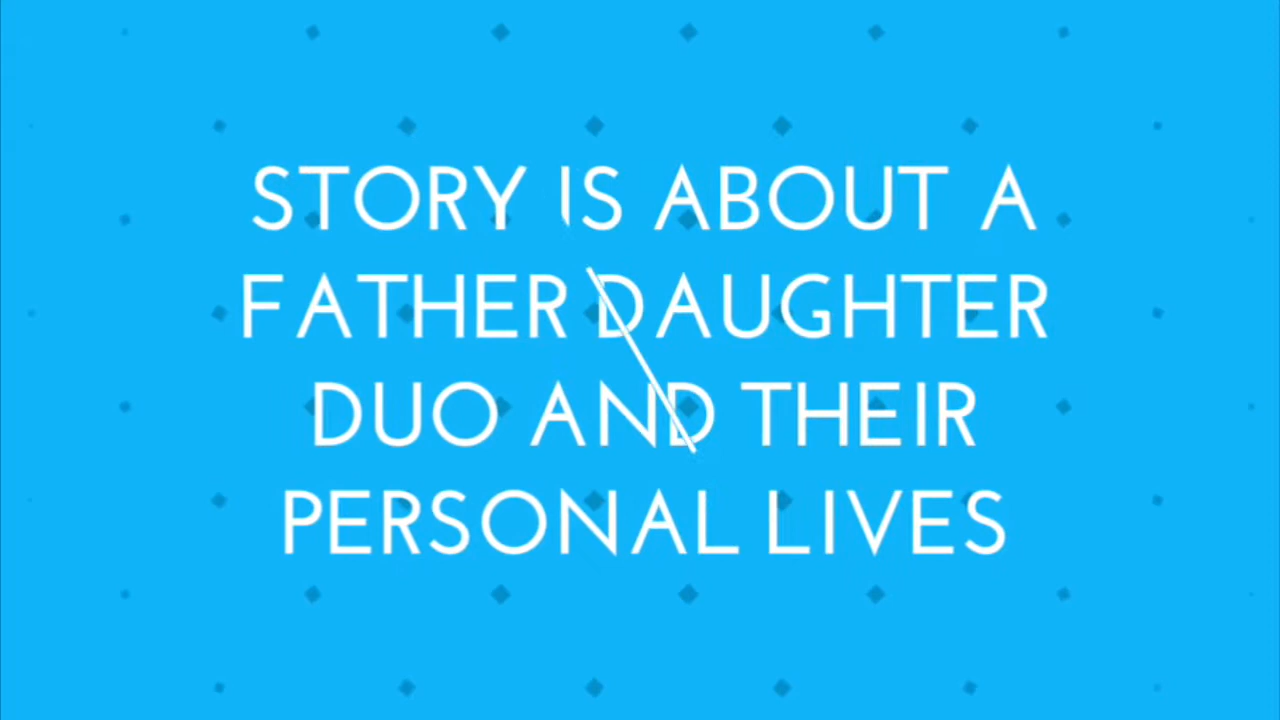 STORY IS ABOUT A
FATHER DAUGHTER
DUO AND THEIR
PERSONAL LIVES